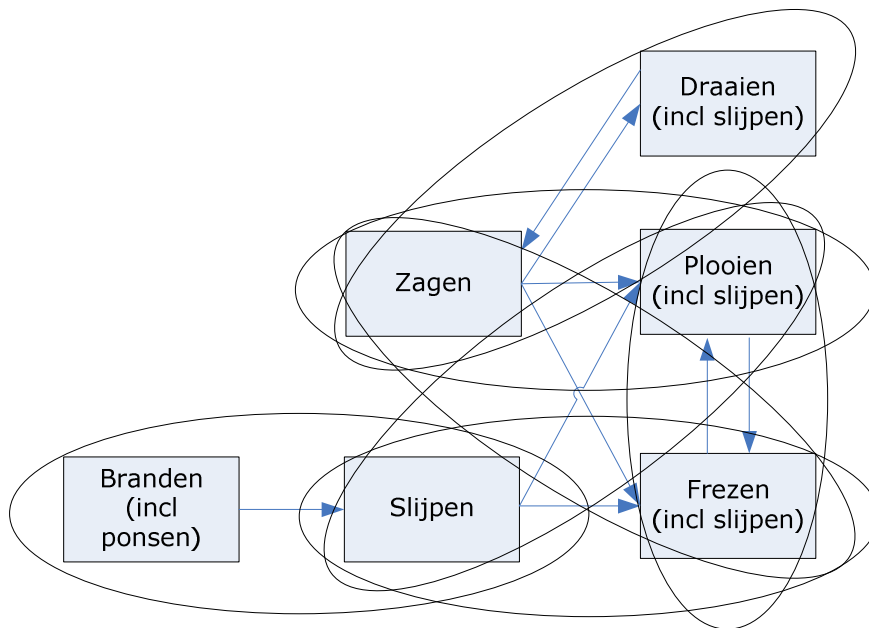 Draaien
(incl slijpen)
Zagen
Plooien
(incl slijpen)
Branden
(incl
ponsen)
Slijpen
Frezen
(incl slijpen)